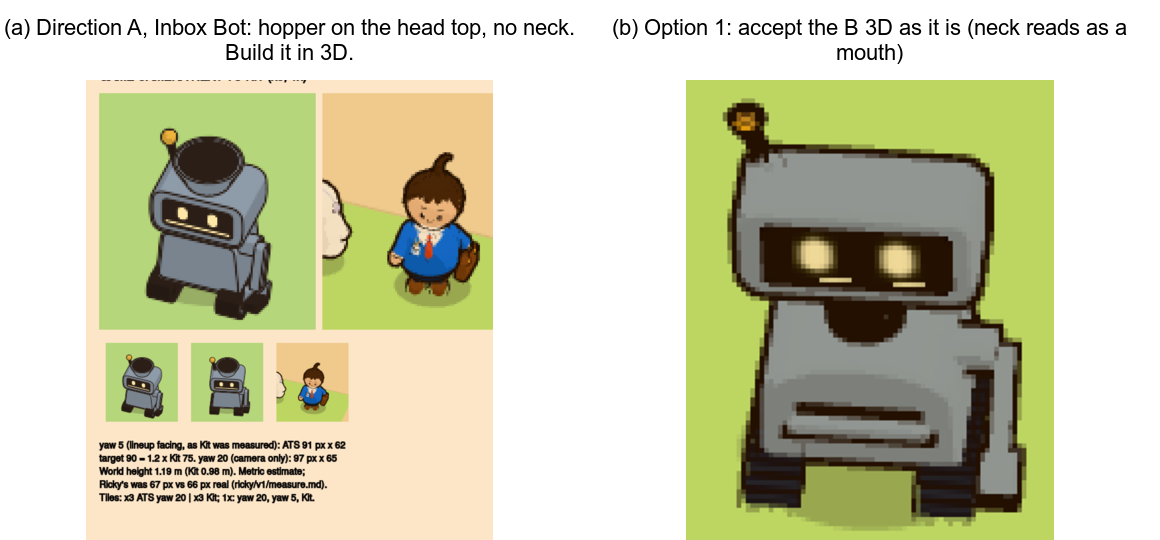 (a) Direction A, Inbox Bot: hopper on the head top, no neck.
Build it in 3D.
(b) Option 1: accept the B 3D as it is (neck reads as a
mouth)
yaw 5 (lineup facing, as Kit was measured): ATS 91 px x 62
target 90 – 1.2 x Kit 75. yaw 20 (camera only): 97 px x 65
World height 1.19 m (Kit 0.98 m). Metric estimate;
Ricky's was 67 px vs 66 px real (ricky/v1/measure.md).
Tiles: x3 ATS yaw 20 | x3 Kit; 1x: yaw 20, yaw 5, Kit.